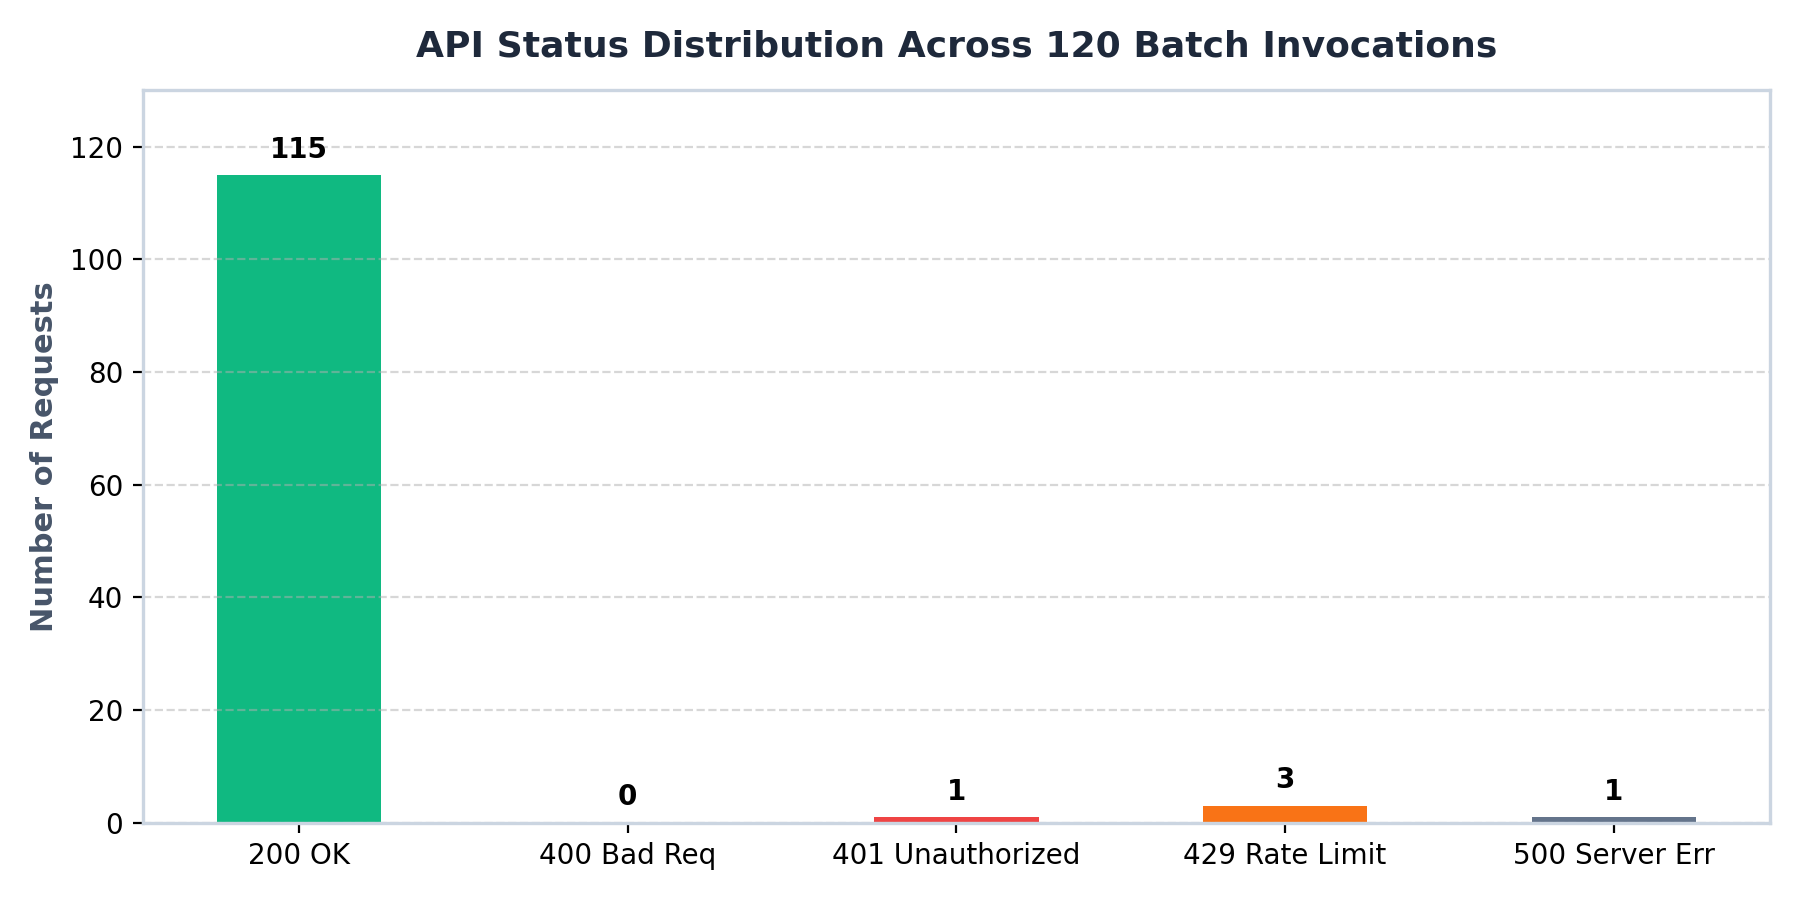 API Status Distribution Across 120 Batch Invocations
Number of Requests
120
100
80
60
40
20
0
115
0
1
3
1
200 OK
400 Bad Req
401 Unauthorized
429 Rate Limit
500 Server Err